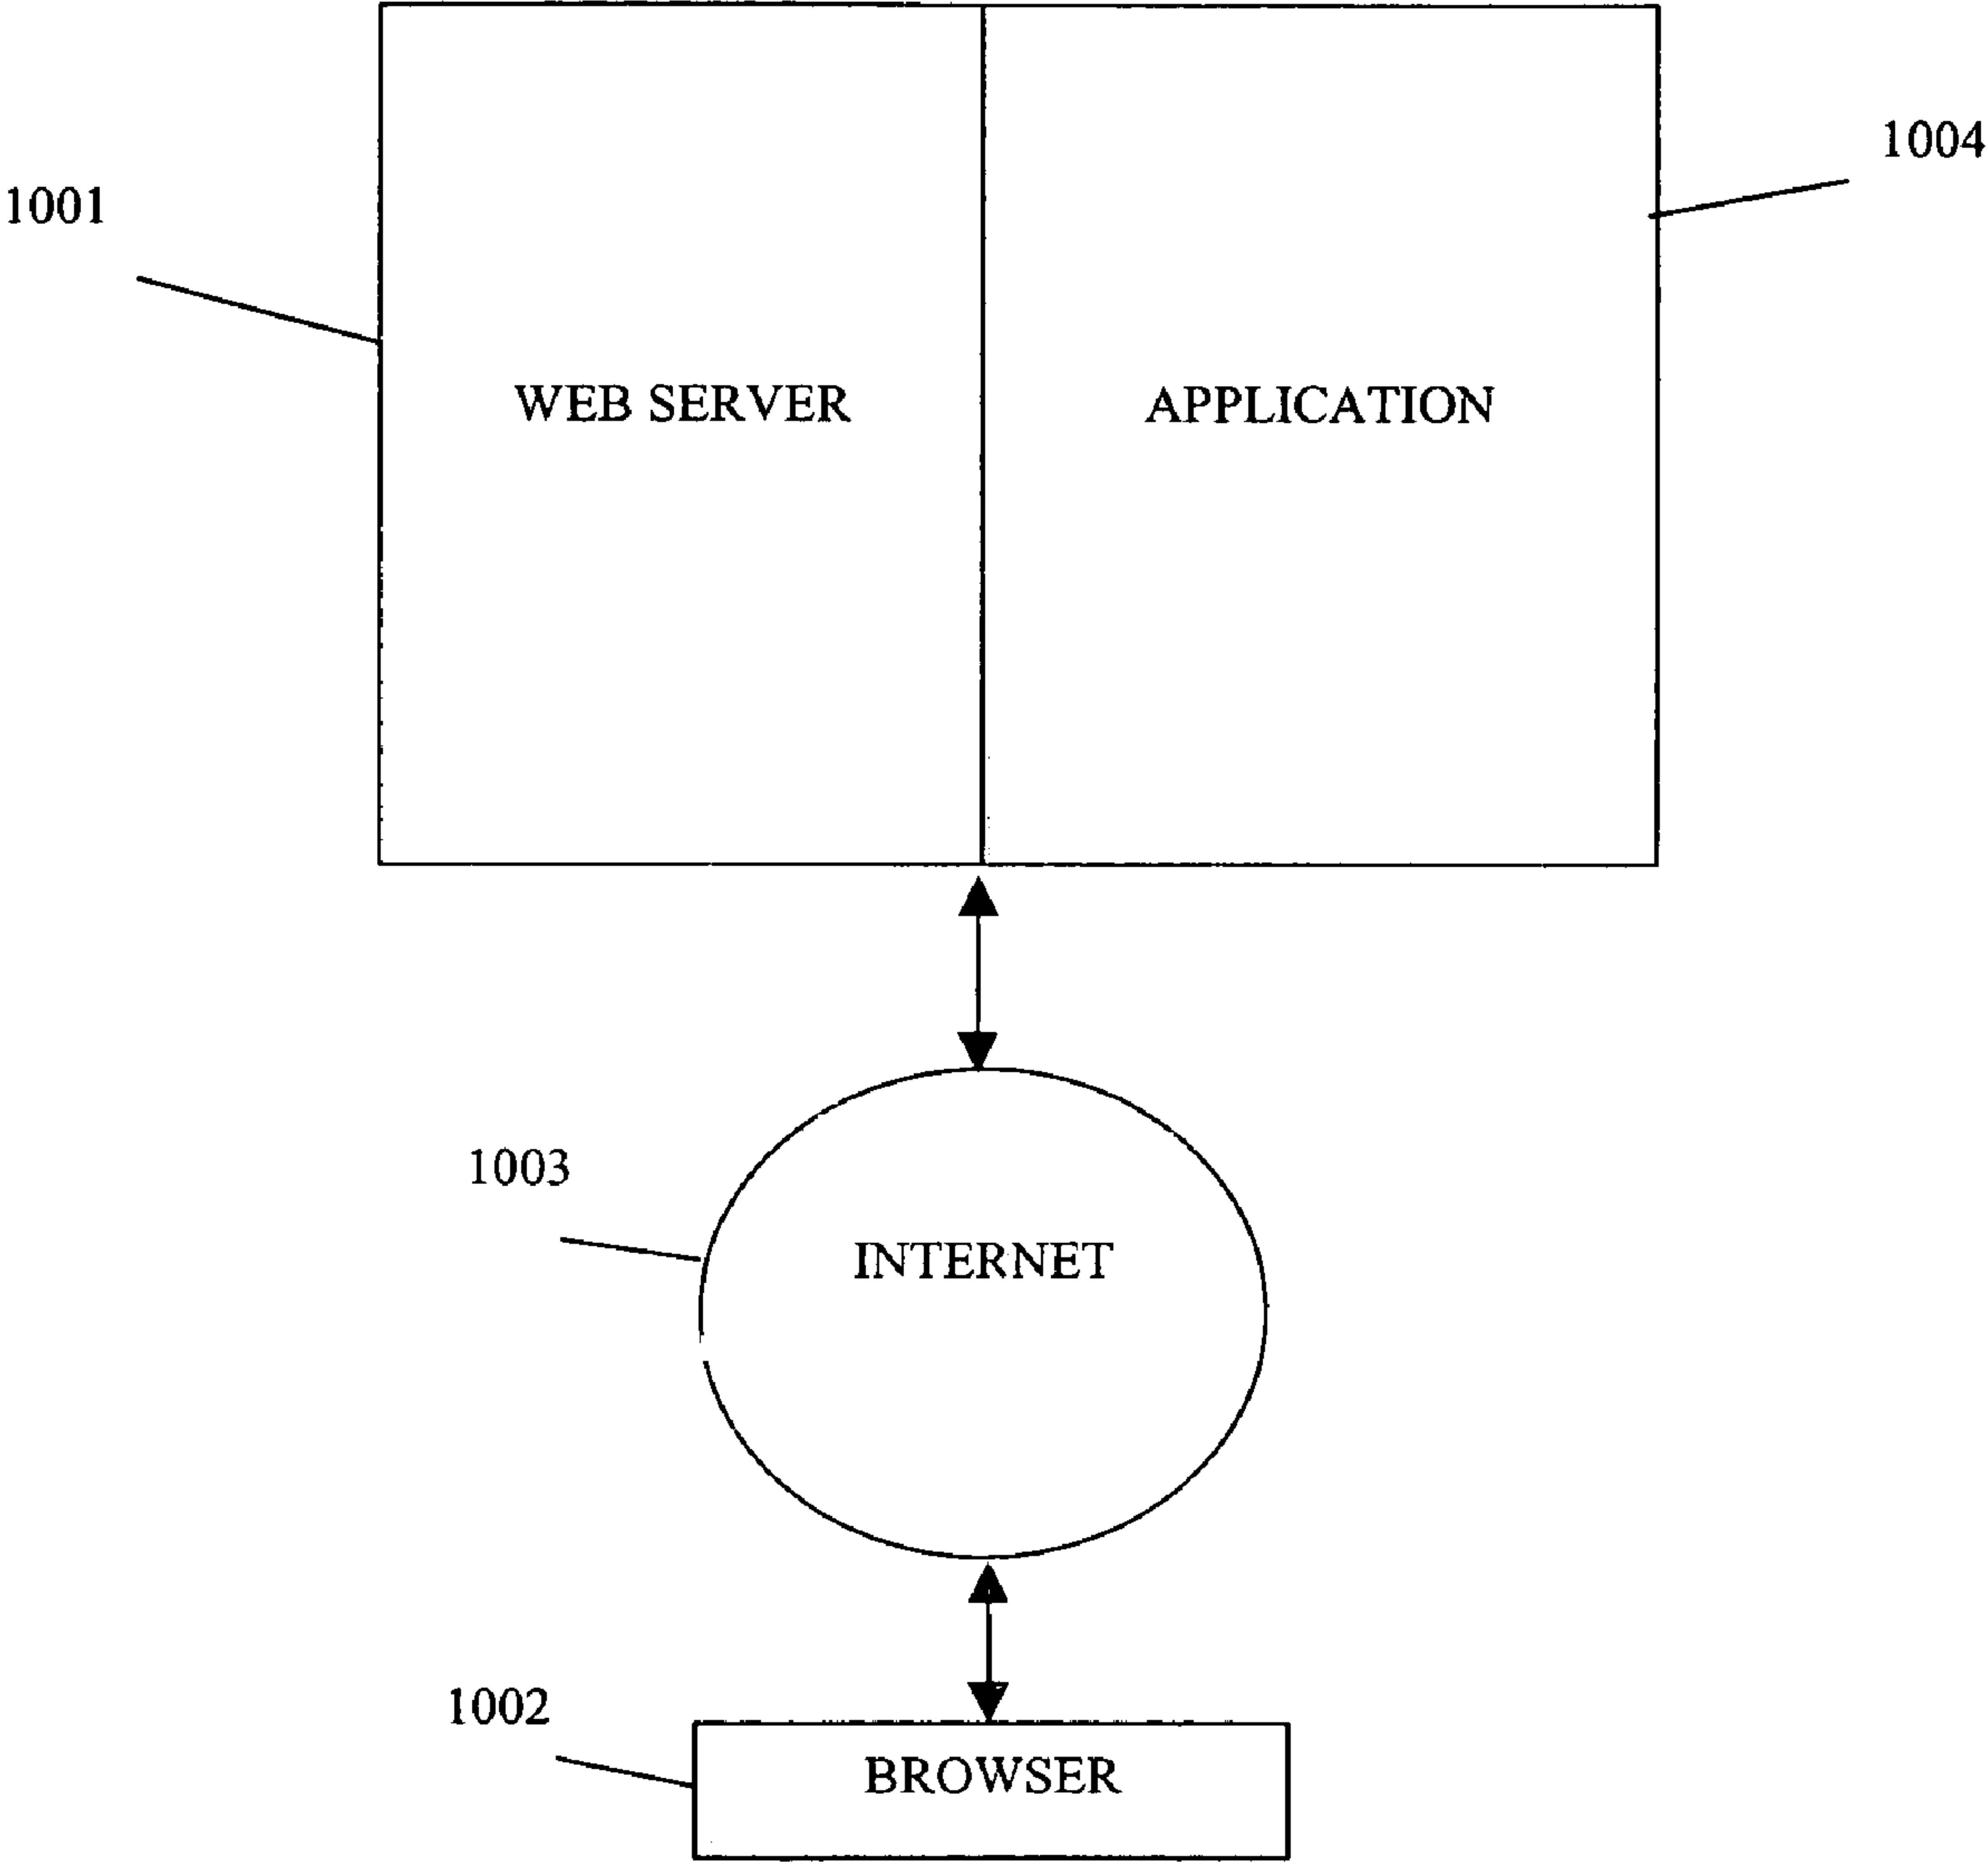 1004
1001
WEB SERVER
APPLICATION
1003
INTERNET
1002
BROWSER